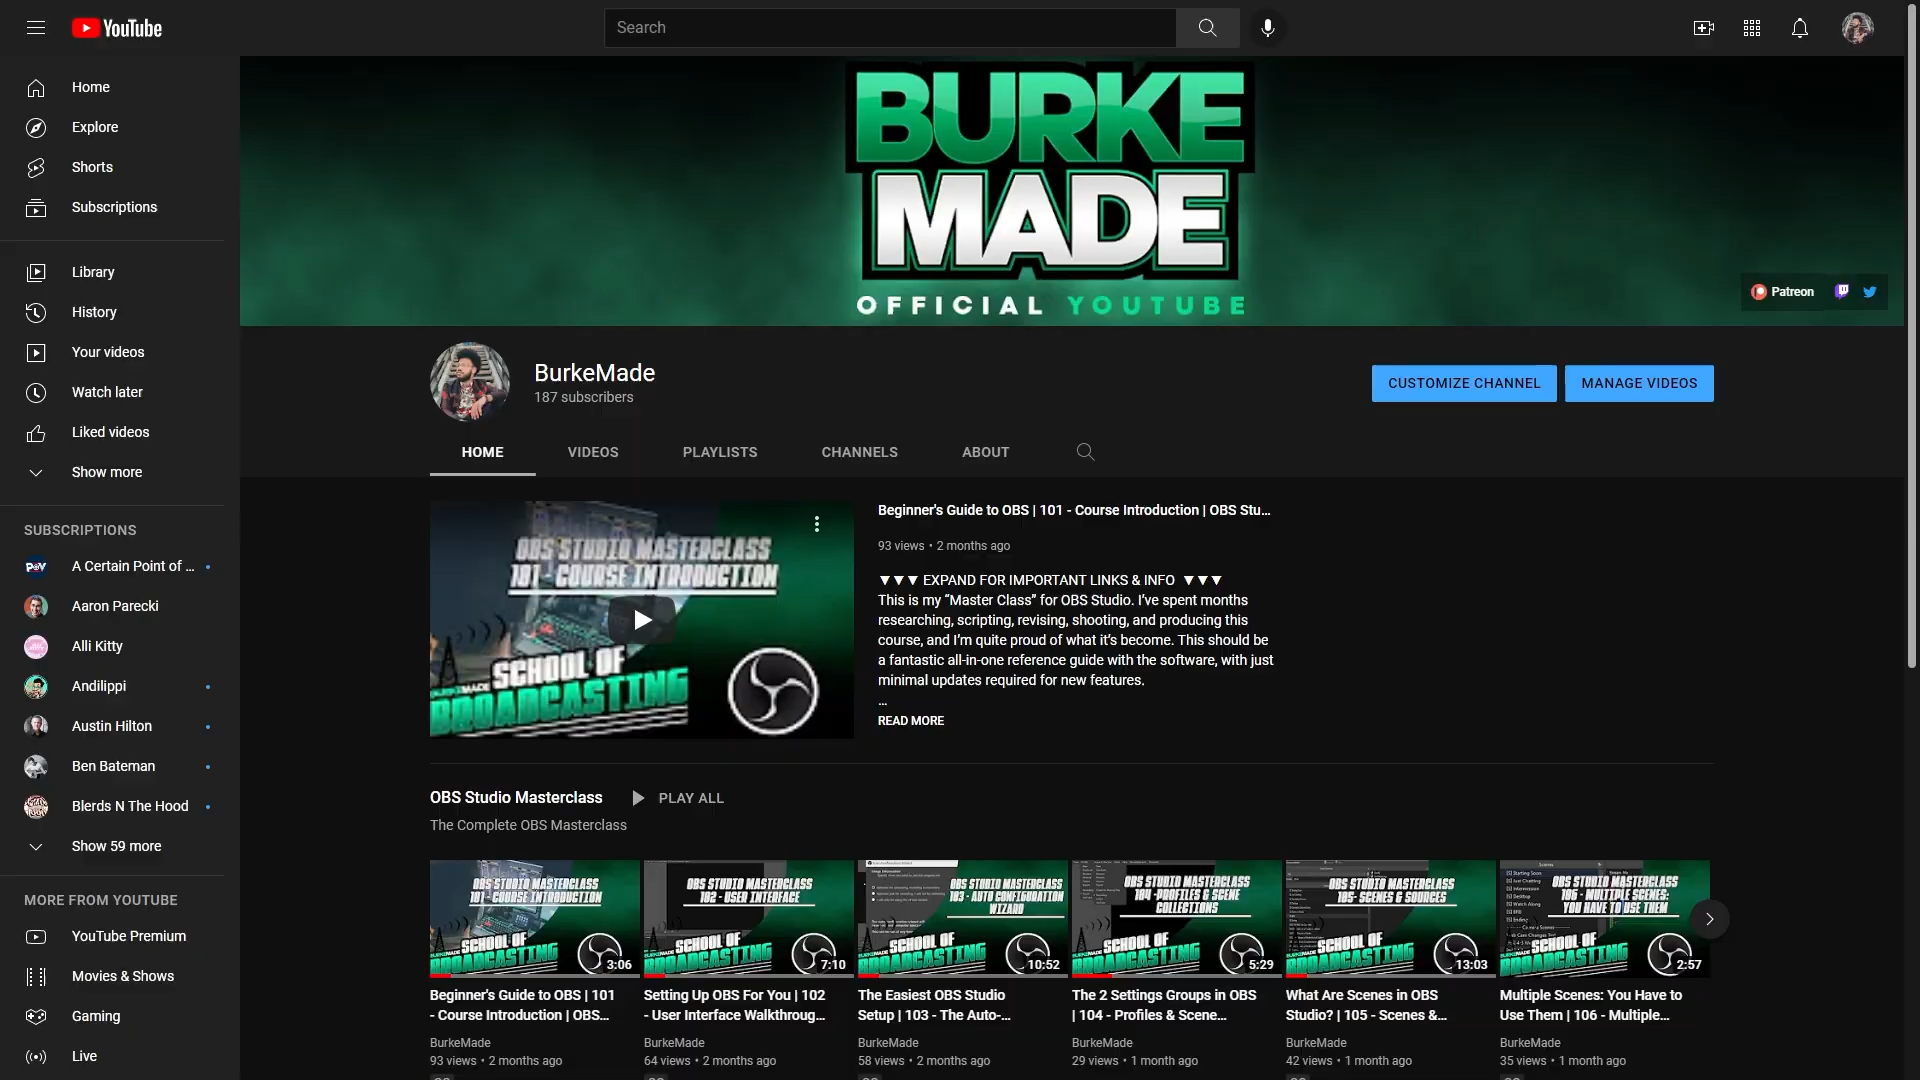 YouTube
Search
Home
Explore
Shorts
Subscriptions
Library
History
Your videos
Watch later
Liked videos
Show more
SUBSCRIPTIONS
A Certain Point of ...
Aaron Parecki
Alli Kitty
Andilippi
Austin Hilton
Ben Bateman
Blerds N The Hood
Show 59 more
MORE FROM YOUTUBE
YouTube Premium
Movies & Shows
Gaming
Live
BURKE
MADE
OFFICIAL YOUTUBE
Patreon
BurkeMade
187 subscribers
CUSTOMIZE CHANNEL
MANAGE VIDEOS
HOME
VIDEOS
PLAYLISTS
CHANNELS
ABOUT
OBS STUDIO MASTERCLASS
101 - COURSE INTRODUCTION
BURKEMADE SCHOOL OF
BROADCASTING
Beginner's Guide to OBS | 101 - Course Introduction | OBS Stu...
93 views • 2 months ago
▼▼▼ EXPAND FOR IMPORTANT LINKS & INFO ▼▼▼
This is my “Master Class” for OBS Studio. I’ve spent months
researching, scripting, revising, shooting, and producing this
course, and I’m quite proud of what it’s become. This should be
a fantastic all-in-one reference guide with the software, with just
minimal updates required for new features.
...
READ MORE
OBS Studio Masterclass
PLAY ALL
The Complete OBS Masterclass
OBS STUDIO MASTERCLASS
101 - COURSE INTRODUCTION
SCHOOL OF
BROADCASTING
3:06
Beginner's Guide to OBS | 101
- Course Introduction | OBS...
BurkeMade
93 views • 2 months ago
OBS STUDIO MASTERCLASS
102 - USER INTERFACE
SCHOOL OF
BROADCASTING
7:10
Setting Up OBS For You | 102
- User Interface Walkthroug...
BurkeMade
64 views • 2 months ago
OBS STUDIO MASTERCLASS
103 - AUTO CONFIGURATION
WIZARD
SCHOOL OF
BROADCASTING
10:52
The Easiest OBS Studio
Setup | 103 - The Auto-...
BurkeMade
58 views • 2 months ago
OBS STUDIO MASTERCLASS
104 -PROFILES & SCENE
COLLECTIONS
SCHOOL OF
BROADCASTING
5:29
The 2 Settings Groups in OBS
| 104 - Profiles & Scene...
BurkeMade
29 views • 1 month ago
OBS STUDIO MASTERCLASS
105- SCENES & SOURCES
SCHOOL OF
BROADCASTING
13:03
What Are Scenes in OBS
Studio? | 105 - Scenes &...
BurkeMade
42 views • 1 month ago
OBS STUDIO MASTERCLASS
106 - MULTIPLE SCENES:
YOU HAVE TO USE THEM
SCHOOL OF
BROADCASTING
2:57
Multiple Scenes: You Have to
Use Them | 106 - Multiple...
BurkeMade
35 views • 1 month ago